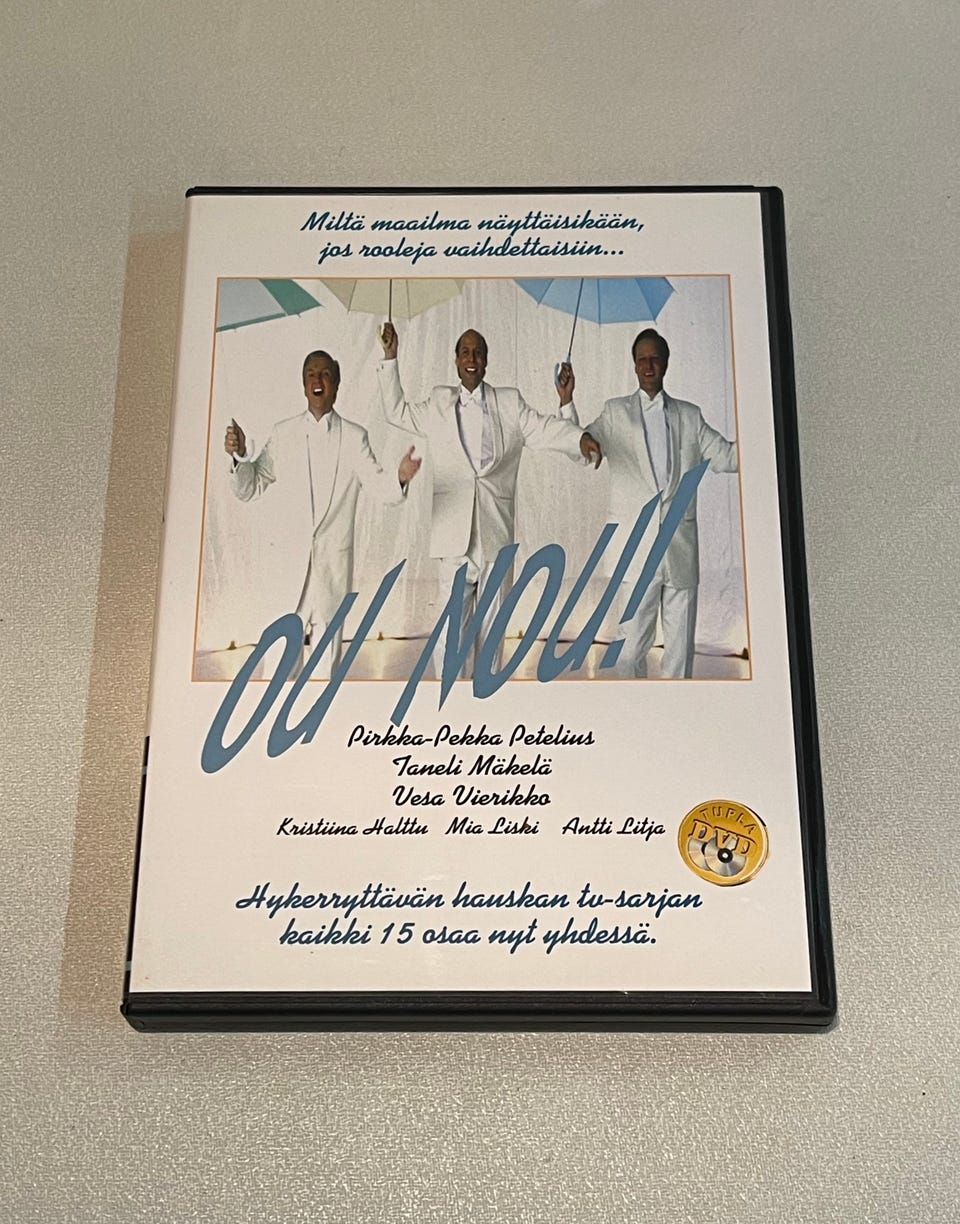 Miltä maailma näyttäisikään,
jos rooleja vaihdettaisiin...
OU NOU!!
Pirkka-Pekka Petelius
Taneli Mäkelä
Vesa Vierikko
Kristiina Halttu Mia Liski Antti Litja
TUPLA
DVD
Hykerryttävän hauskan tv-sarjan
kaikki 15 osaa nyt yhdessä.